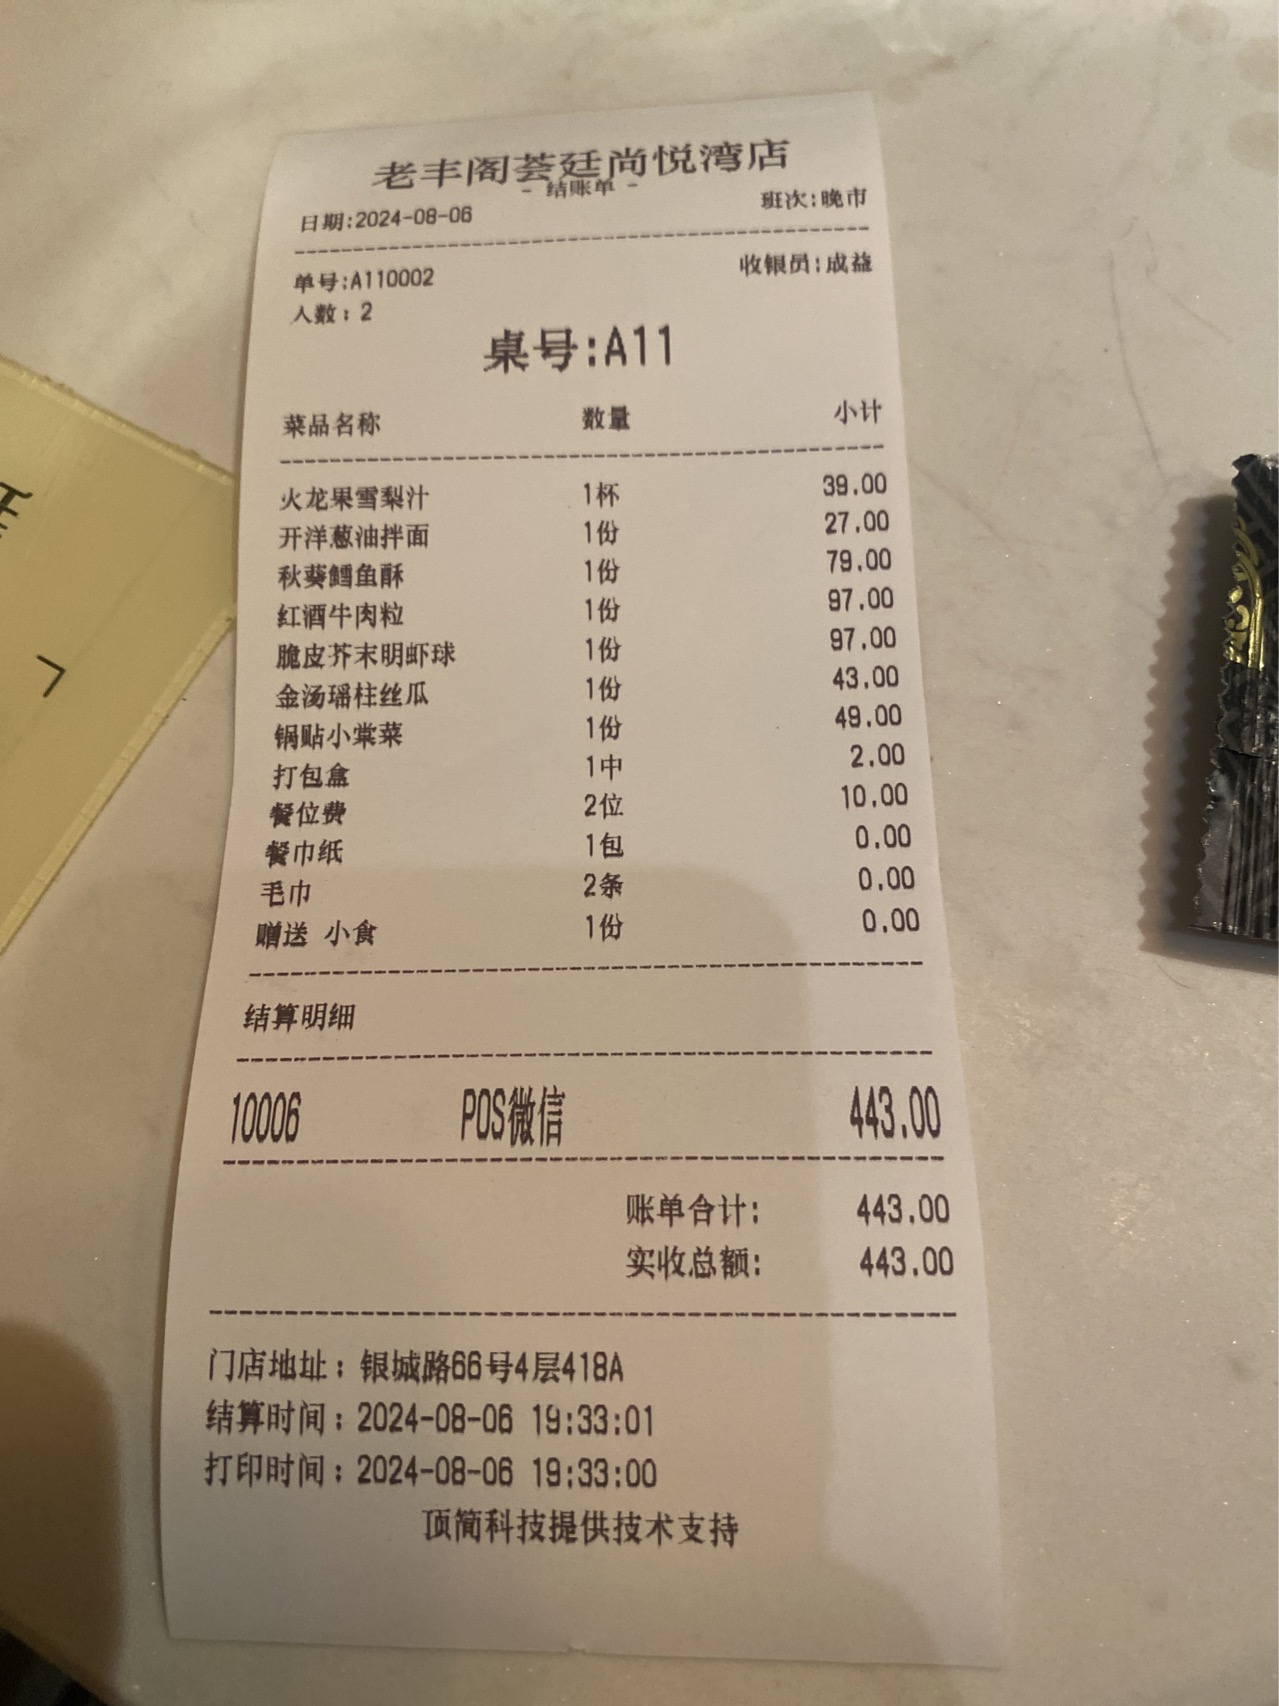 老丰阁荟廷尚悦湾店
- 结账单 -
日期:2024-08-06 班次:晚市
单号:A110002 收银员:成益
人数: 2
桌号:A11
菜品名称 数量 小计
火龙果雪梨汁 1杯 39.00
开洋葱油拌面 1份 27.00
秋葵鳕鱼酥 1份 79.00
红酒牛肉粒 1份 97.00
脆皮芥末明虾球 1份 97.00
金汤瑶柱丝瓜 1份 43.00
锅贴小棠菜 1份 49.00
打包盒 1中 2.00
餐位费 2位 10.00
餐巾纸 1包 0.00
毛巾 2条 0.00
赠送 小食 1份 0.00
结算明细
10006 POS微信 443.00
账单合计: 443.00
实收总额: 443.00
门店地址: 银城路66号4层418A
结算时间: 2024-08-06 19:33:01
打印时间: 2024-08-06 19:33:00
顶简科技提供技术支持